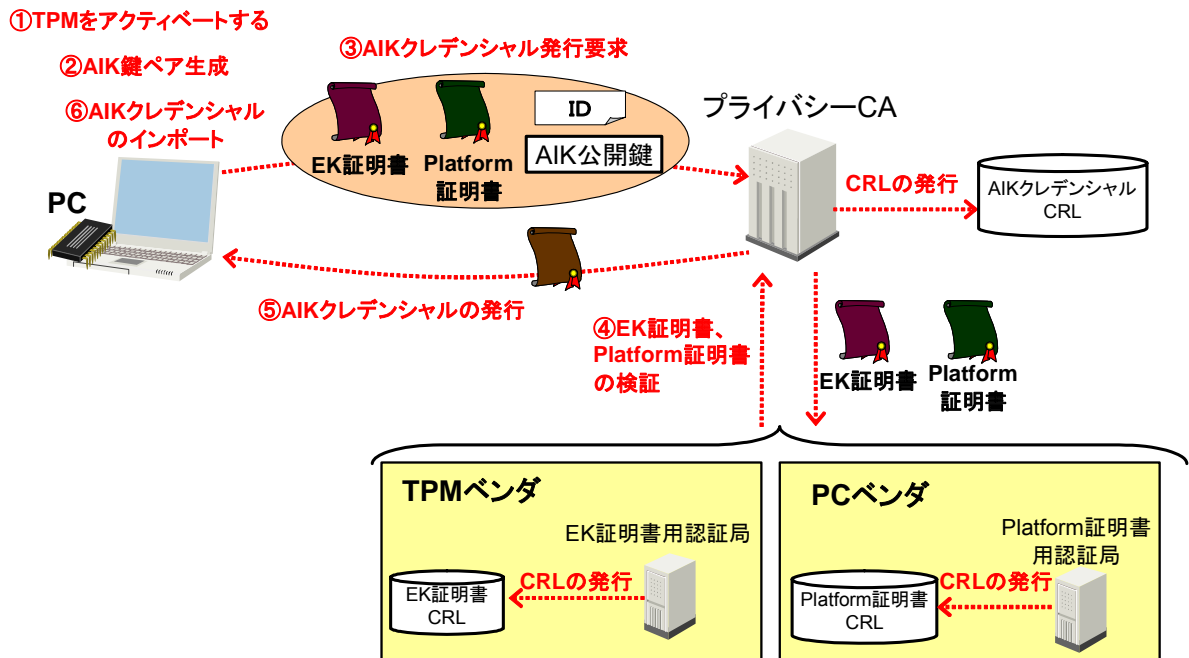 ①TPMをアクティベートする
②AIK鍵ペア生成
⑥AIKクレデンシャル
のインポート
PC
③AIKクレデンシャル発行要求
EK証明書
Platform
証明書
ID
AIK公開鍵
プライバシーCA
CRLの発行
AIKクレデンシャル
CRL
⑤AIKクレデンシャルの発行
④EK証明書、
Platform証明書
の検証
EK証明書
Platform
証明書
TPMベンダ
EK証明書用認証局
CRLの発行
EK証明書
CRL
PCベンダ
Platform証明書
用認証局
CRLの発行
Platform証明書
CRL